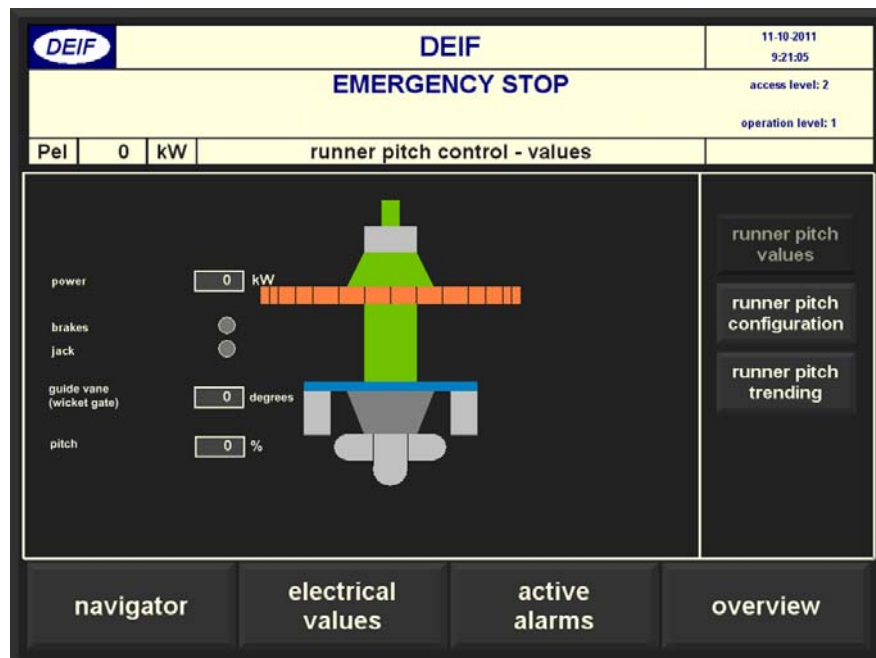 DEIF
DEIF
11-10-2011
9:21:05
EMERGENCY STOP
access level: 2
operation level: 1
Pel 0 kW runner pitch control - values
power 0 kW
brakes
jack
guide vane
(wicket gate) 0 degrees
pitch 0 %
runner pitch
values
runner pitch
configuration
runner pitch
trending
navigator
electrical
values
active
alarms
overview